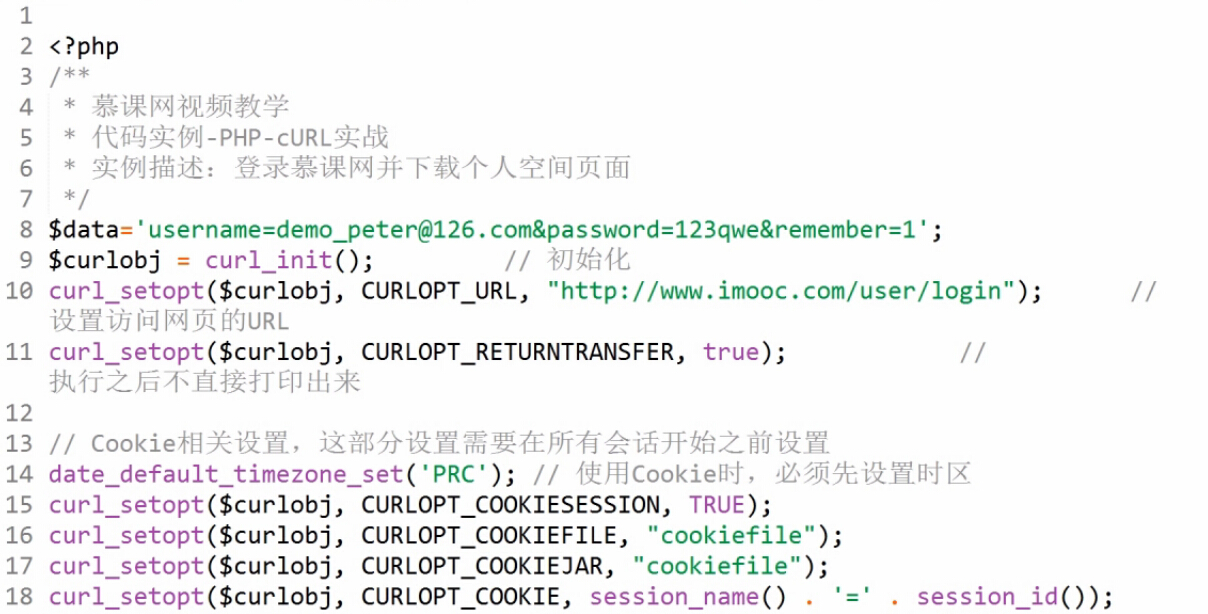 1
2 <?php
3 /**
4  * 慕课网视频教学
5  * 代码实例-PHP-cURL实战
6  * 实例描述：登录慕课网并下载个人空间页面
7  */
8 $data='username=demo_peter@126.com&password=123qwe&remember=1';
9 $curlobj = curl_init();         // 初始化
10 curl_setopt($curlobj, CURLOPT_URL, "http://www.imooc.com/user/login");      //
设置访问网页的URL
11 curl_setopt($curlobj, CURLOPT_RETURNTRANSFER, true);            //
执行之后不直接打印出来
12
13 // Cookie相关设置，这部分设置需要在所有会话开始之前设置
14 date_default_timezone_set('PRC'); // 使用Cookie时，必须先设置时区
15 curl_setopt($curlobj, CURLOPT_COOKIESESSION, TRUE);
16 curl_setopt($curlobj, CURLOPT_COOKIEFILE, "cookiefile");
17 curl_setopt($curlobj, CURLOPT_COOKIEJAR, "cookiefile");
18 curl_setopt($curlobj, CURLOPT_COOKIE, session_name() . '=' . session_id());